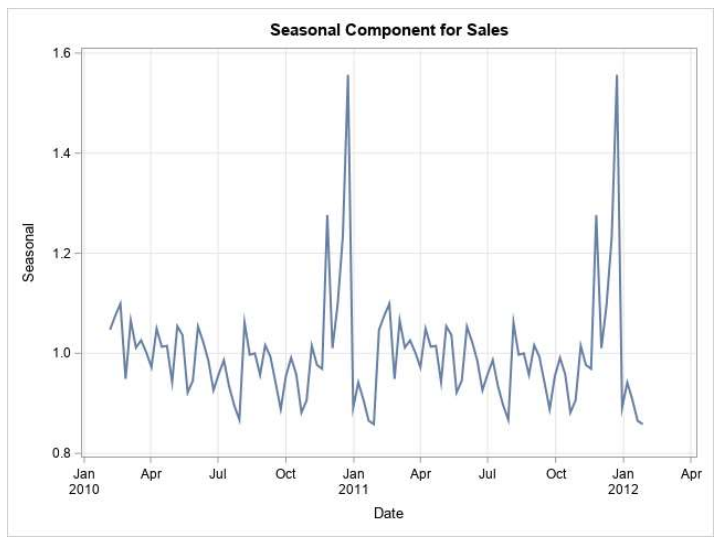 Seasonal Component for Sales
1.6
1.4
1.2
1.0
0.8
Seasonal
Jan Apr Jul Oct Jan Apr Jul Oct Jan Apr
2010 2011 2012
Date